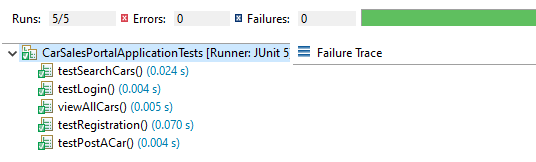 Runs: 5/5 Errors: 0 Failures: 0
CarSalesPortalApplicationTests [Runner: JUnit 5 Failure Trace
testSearchCars() (0.024 s)
testLogin() (0.004 s)
viewAllCars() (0.005 s)
testRegistration() (0.070 s)
testPostACar() (0.004 s)